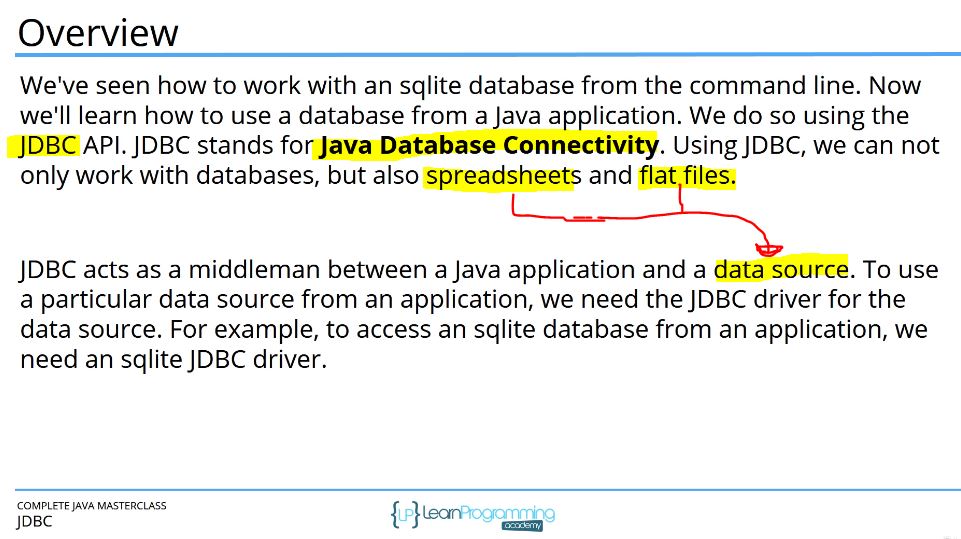 Overview
We've seen how to work with an sqlite database from the command line. Now
we'll learn how to use a database from a Java application. We do so using the
JDBC API. JDBC stands for Java Database Connectivity. Using JDBC, we can not
only work with databases, but also spreadsheets and flat files.
JDBC acts as a middleman between a Java application and a data source. To use
a particular data source from an application, we need the JDBC driver for the
data source. For example, to access an sqlite database from an application, we
need an sqlite JDBC driver.
COMPLETE JAVA MASTERCLASS
JDBC
{LP} LearnProgramming
academy